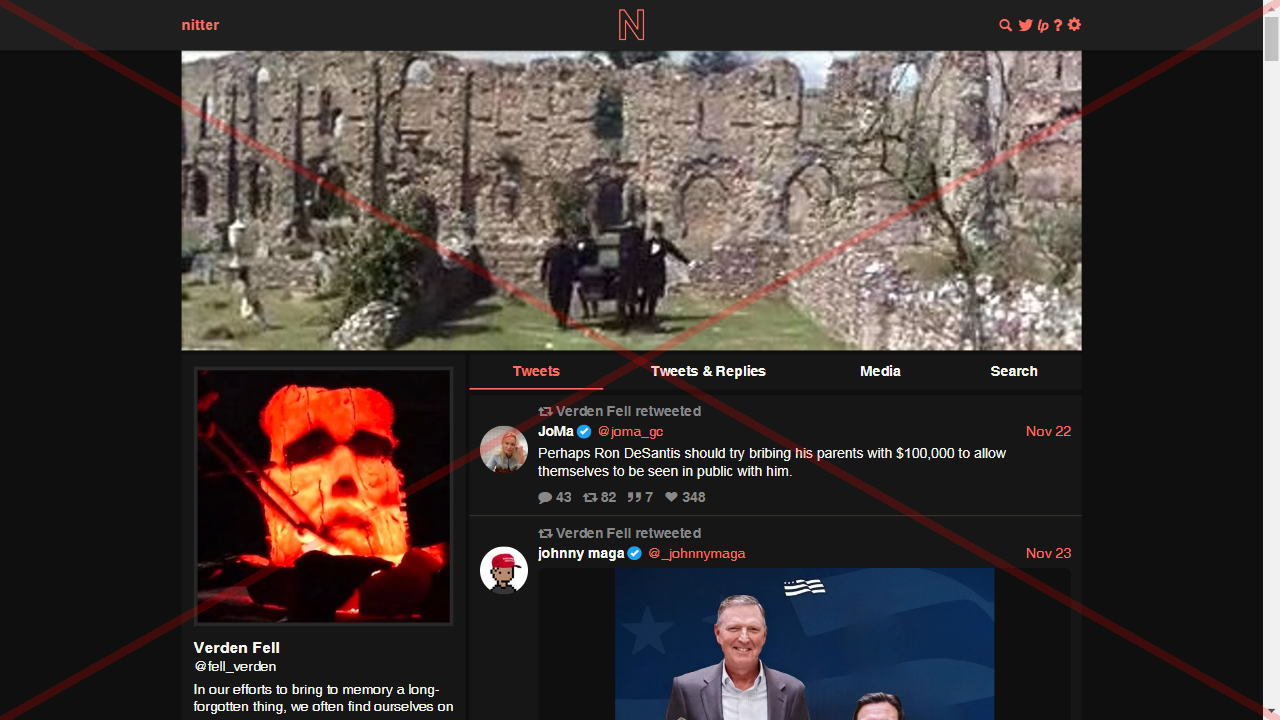 nitter
N
lp ?
Tweets
Tweets & Replies
Media
Search
Verden Fell retweeted
JoMa @joma_gc
Nov 22
Perhaps Ron DeSantis should try bribing his parents with $100,000 to allow
themselves to be seen in public with him.
43 82 7 348
Verden Fell retweeted
johnny maga @_johnnymaga
Nov 23
Verden Fell
@fell_verden
In our efforts to bring to memory a long-
forgotten thing, we often find ourselves on